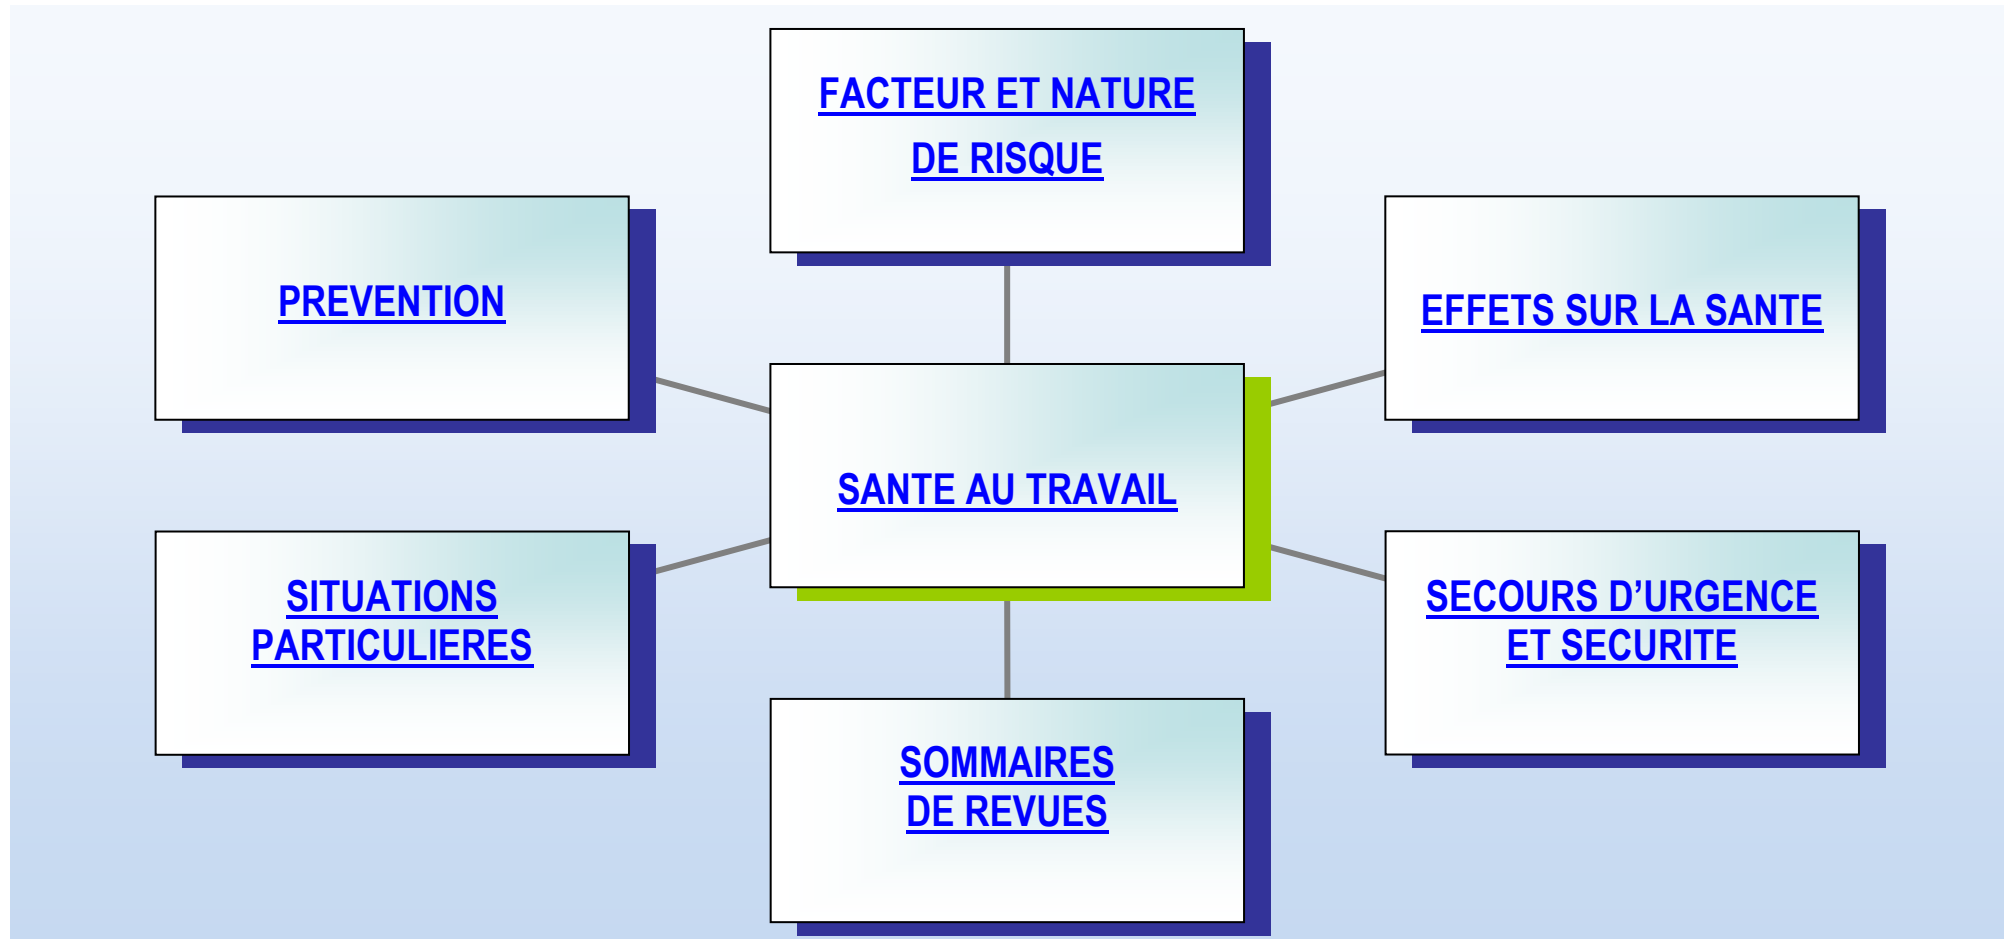 FACTEUR ET NATURE
DE RISQUE
PREVENTION
EFFETS SUR LA SANTE
SANTE AU TRAVAIL
SITUATIONS
PARTICULIERES
SECOURS D’URGENCE
ET SECURITE
SOMMAIRES
DE REVUES